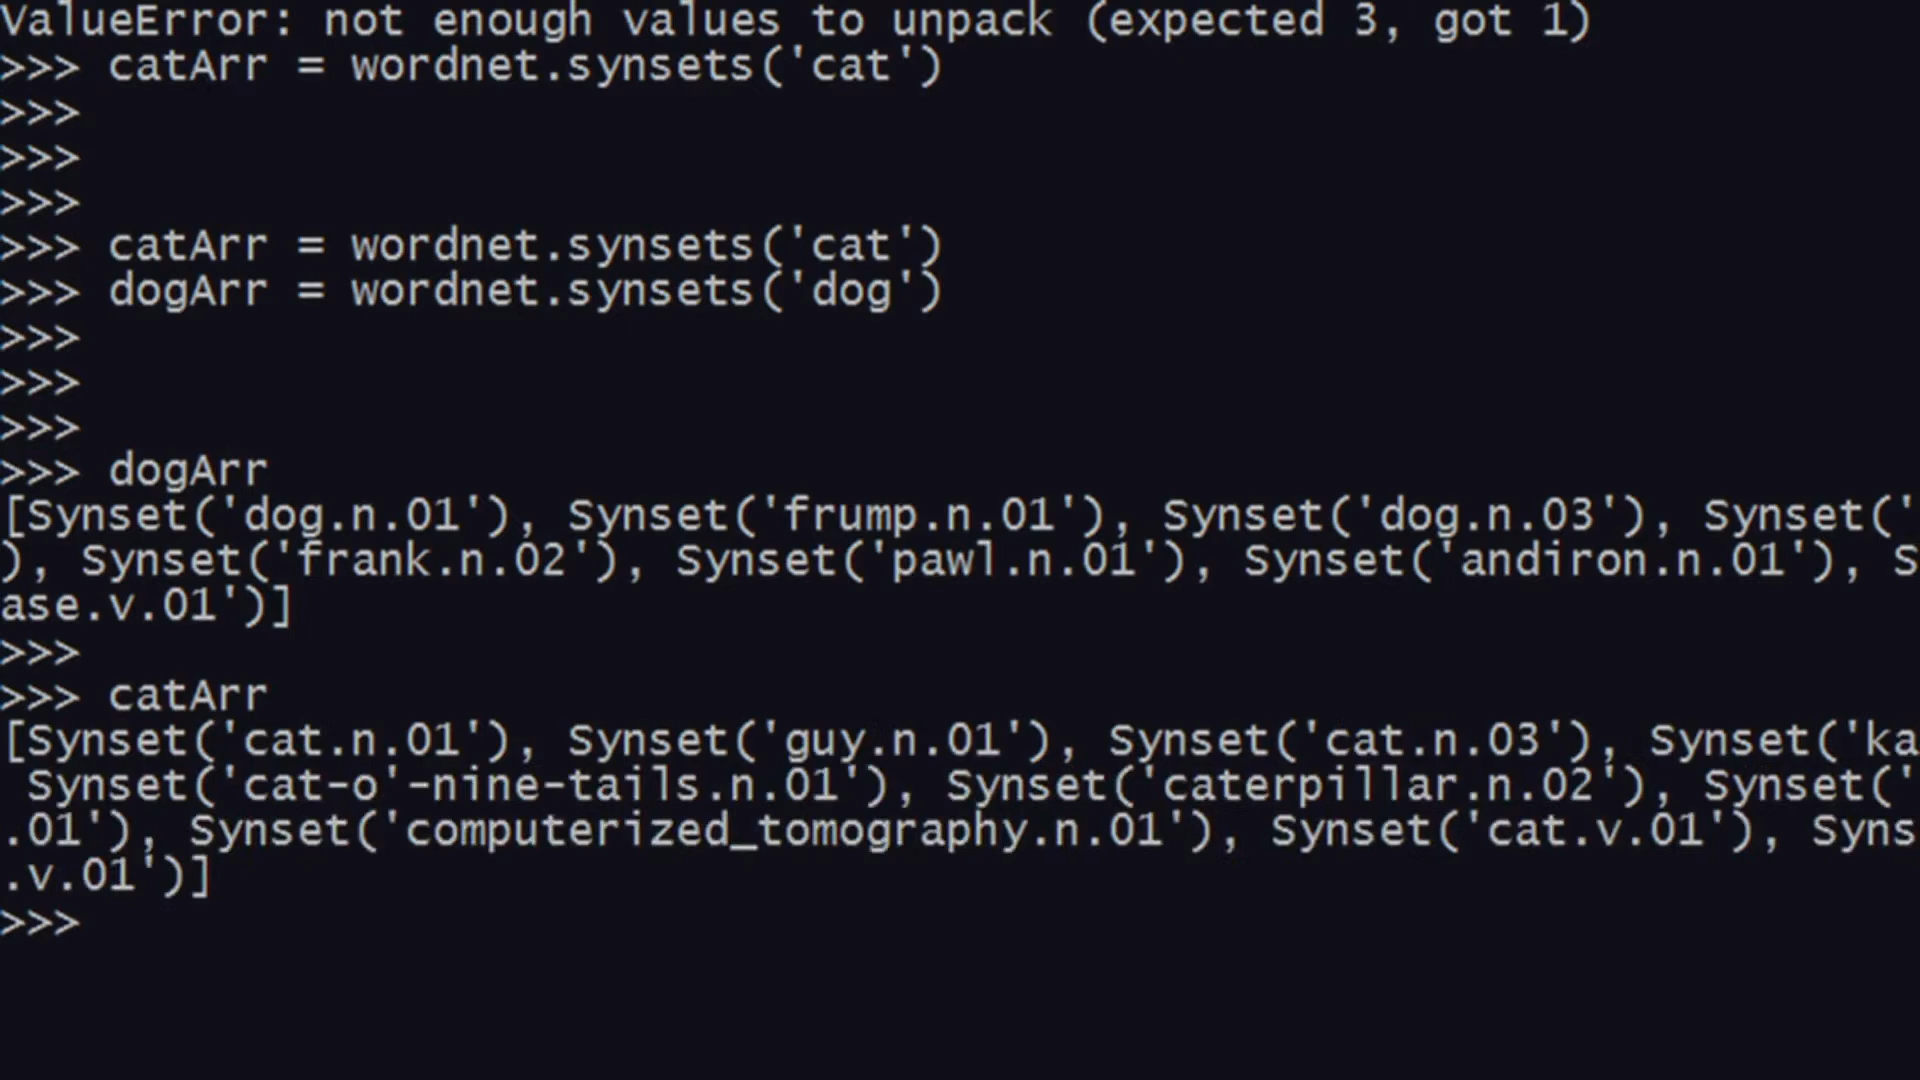 ValueError: not enough values to unpack (expected 3, got 1)
>>> catArr = wordnet.synsets('cat')
>>>
>>>
>>>
>>> catArr = wordnet.synsets('cat')
>>> dogArr = wordnet.synsets('dog')
>>>
>>>
>>>
>>> dogArr
[Synset('dog.n.01'), Synset('frump.n.01'), Synset('dog.n.03'), Synset('
), Synset('frank.n.02'), Synset('pawl.n.01'), Synset('andiron.n.01'), S
ase.v.01')]
>>>
>>> catArr
[Synset('cat.n.01'), Synset('guy.n.01'), Synset('cat.n.03'), Synset('ka
Synset('cat-o'-nine-tails.n.01'), Synset('caterpillar.n.02'), Synset('
.01'), Synset('computerized_tomography.n.01'), Synset('cat.v.01'), Syns
.v.01')]
>>>